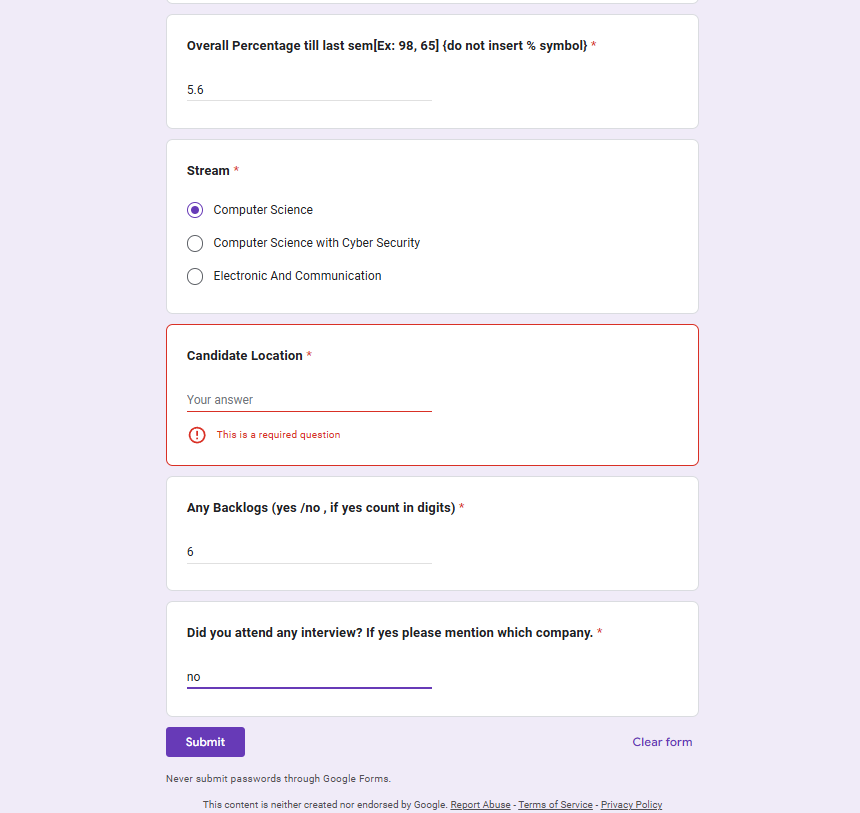 Overall Percentage till last sem[Ex: 98, 65] {do not insert % symbol} *
5.6
Stream *
Computer Science
Computer Science with Cyber Security
Electronic And Communication
Candidate Location *
Your answer
This is a required question
Any Backlogs (yes /no , if yes count in digits) *
6
Did you attend any interview? If yes please mention which company. *
no
Submit
Clear form
Never submit passwords through Google Forms.
This content is neither created nor endorsed by Google. Report Abuse - Terms of Service - Privacy Policy